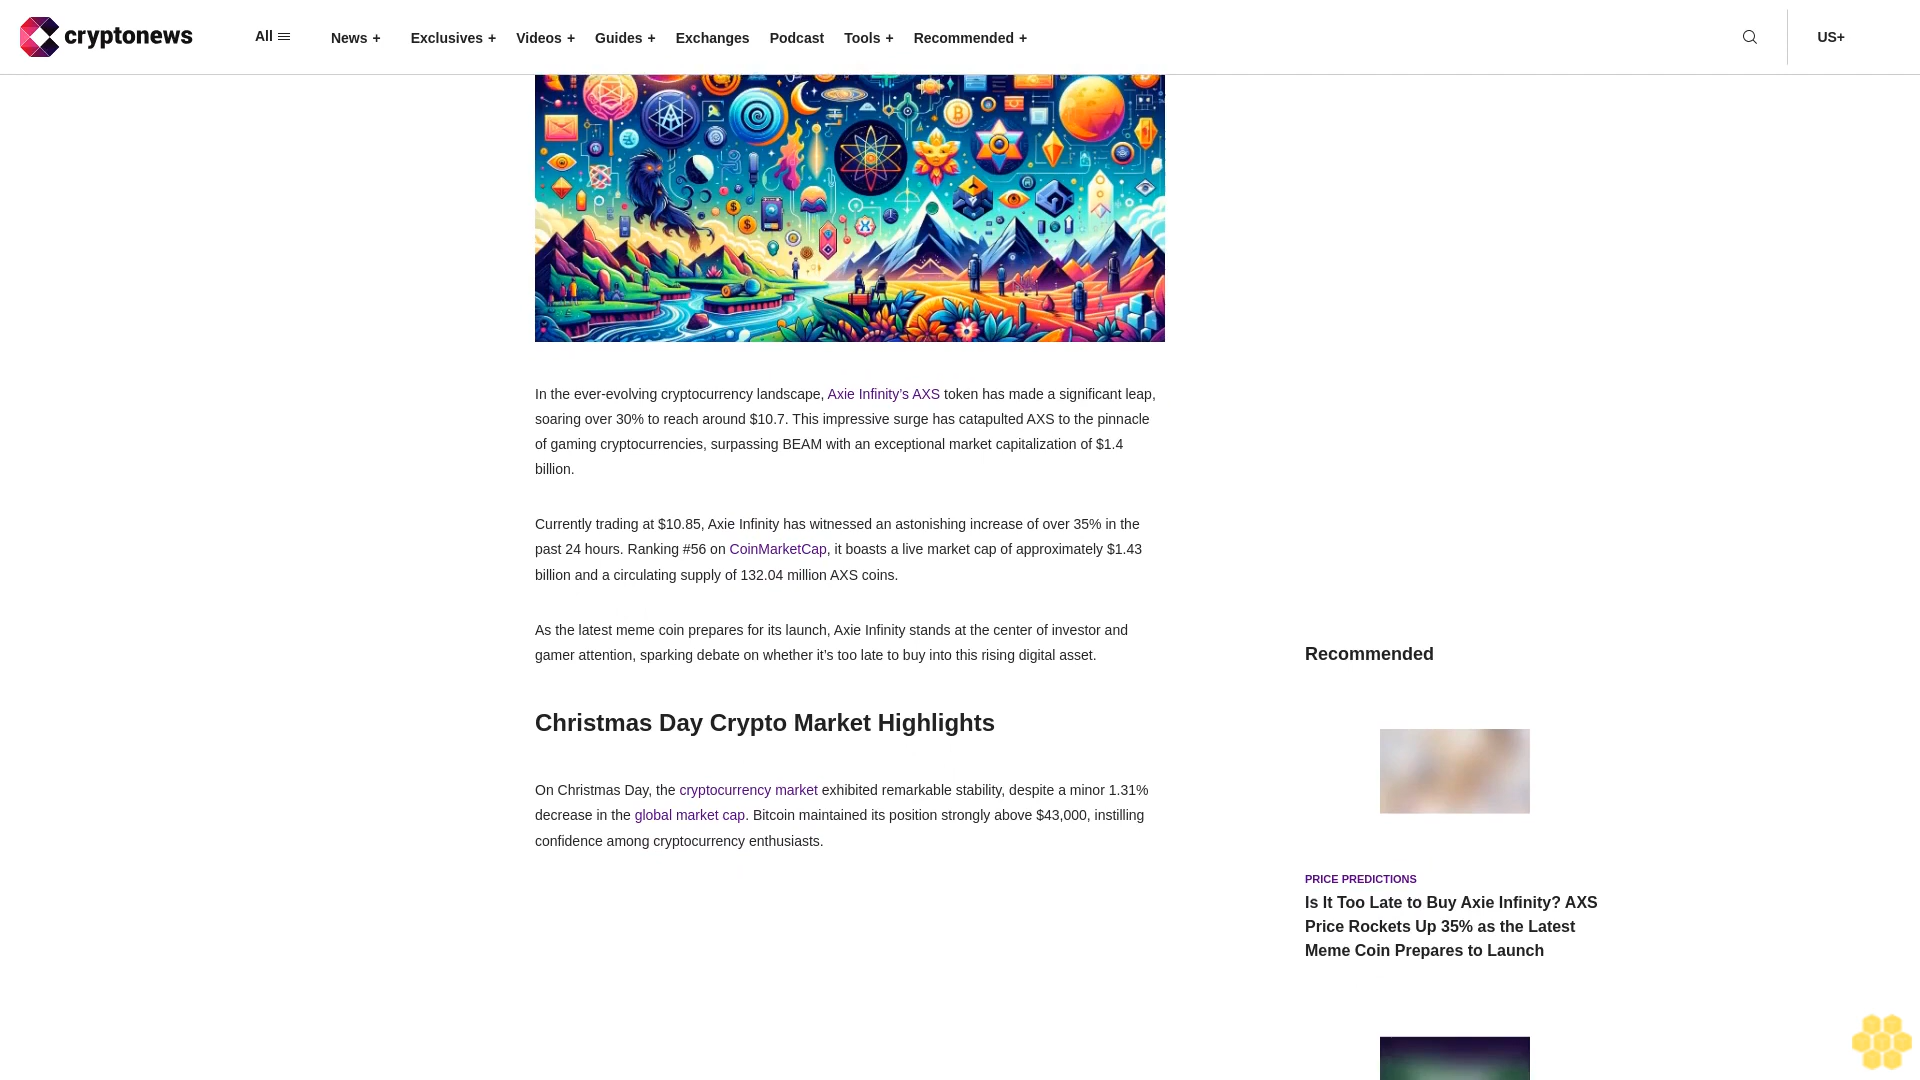 cryptonews
All
News +
Exclusives +
Videos +
Guides +
Exchanges
Podcast
Tools +
Recommended +
US+
In the ever-evolving cryptocurrency landscape, Axie Infinity’s AXS token has made a significant leap,
soaring over 30% to reach around $10.7. This impressive surge has catapulted AXS to the pinnacle
of gaming cryptocurrencies, surpassing BEAM with an exceptional market capitalization of $1.4
billion.
Currently trading at $10.85, Axie Infinity has witnessed an astonishing increase of over 35% in the
past 24 hours. Ranking #56 on CoinMarketCap, it boasts a live market cap of approximately $1.43
billion and a circulating supply of 132.04 million AXS coins.
As the latest meme coin prepares for its launch, Axie Infinity stands at the center of investor and
gamer attention, sparking debate on whether it’s too late to buy into this rising digital asset.
Christmas Day Crypto Market Highlights
On Christmas Day, the cryptocurrency market exhibited remarkable stability, despite a minor 1.31%
decrease in the global market cap. Bitcoin maintained its position strongly above $43,000, instilling
confidence among cryptocurrency enthusiasts.
Recommended
PRICE PREDICTIONS
Is It Too Late to Buy Axie Infinity? AXS
Price Rockets Up 35% as the Latest
Meme Coin Prepares to Launch